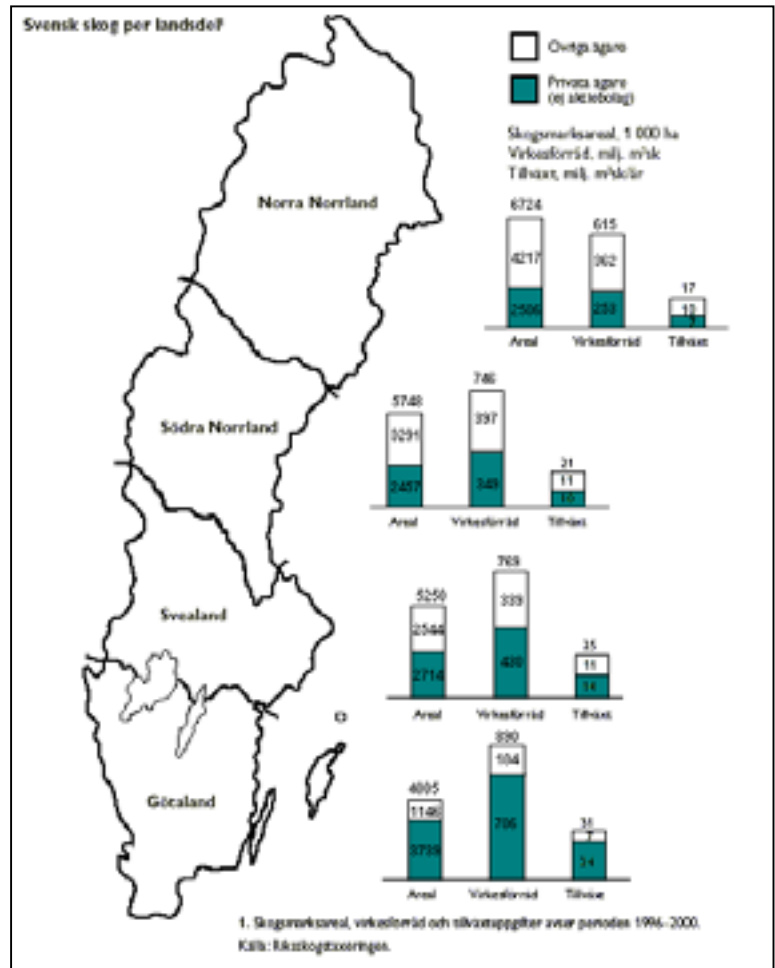 Svensk skog per landsdel¹
Övriga ägare
Privata ägare
(ej aktiebolag)
Skogsmarksareal, 1 000 ha
Virkesförråd, milj. m³sk
Tillväxt, milj. m³sk/år
Norra Norrland
6724
615
4217
362
17
10
253
7
Areal Virkesförråd Tillväxt
Södra Norrland
5748
746
3291
397
21
11
2457
349
10
Areal Virkesförråd Tillväxt
Svealand
769
339
2544
25
11
2714
430
14
Areal Virkesförråd Tillväxt
Götaland
890
184
1146
31
7
706
24
Areal Virkesförråd Tillväxt
1. Skogsmarksareal, virkesförråd och tillväxtuppgifter avser perioden 1996–2000.
Källa: Riksskogstaxeringen.